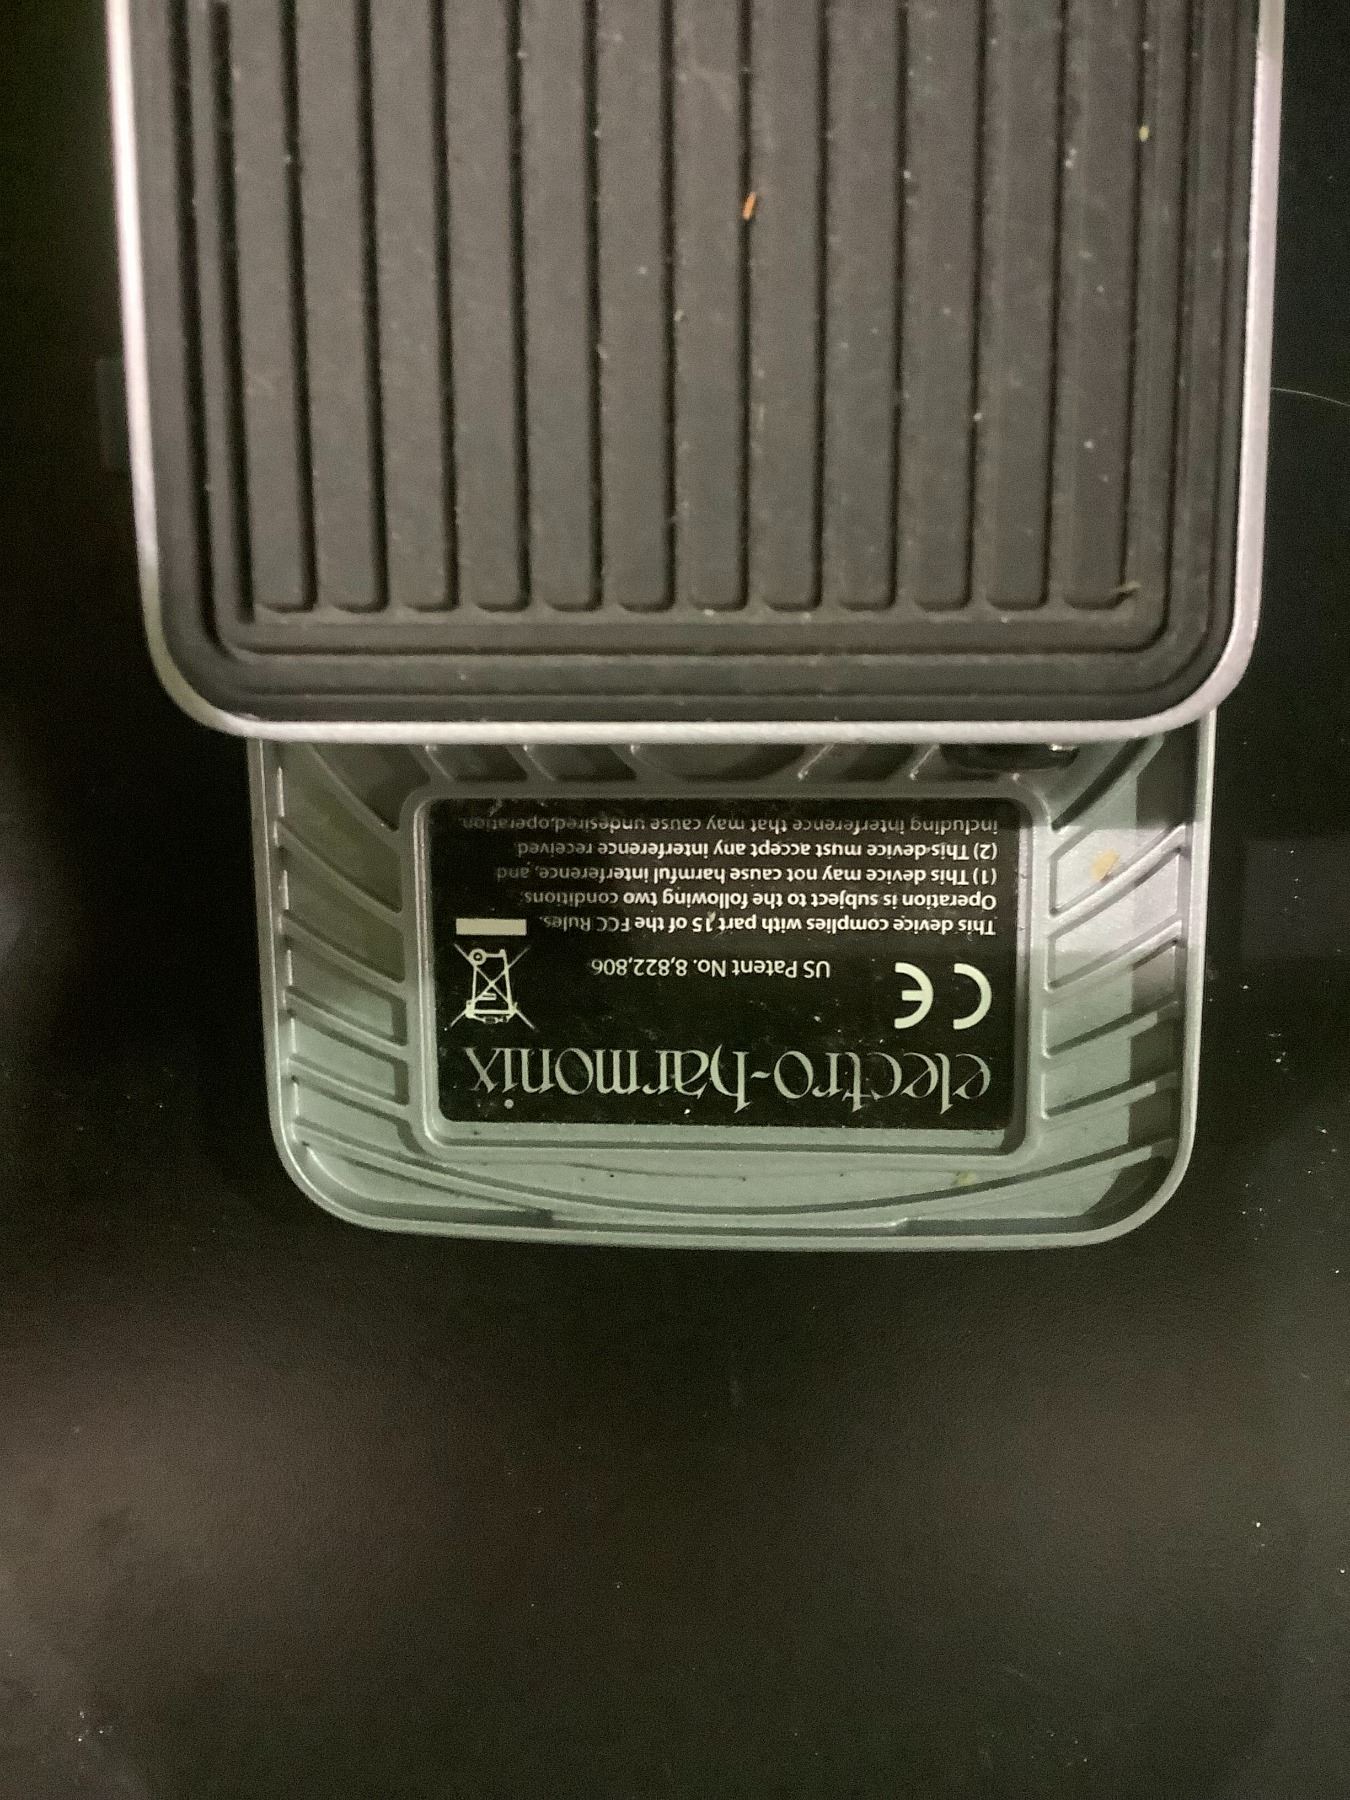 electro-harmonix
CE
US Patent No. 8,822,806
This device complies with part 15 of the FCC Rules.
Operation is subject to the following two conditions:
(1) This device may not cause harmful interference, and
(2) This device must accept any interference received
including interference that may cause undesired operation.